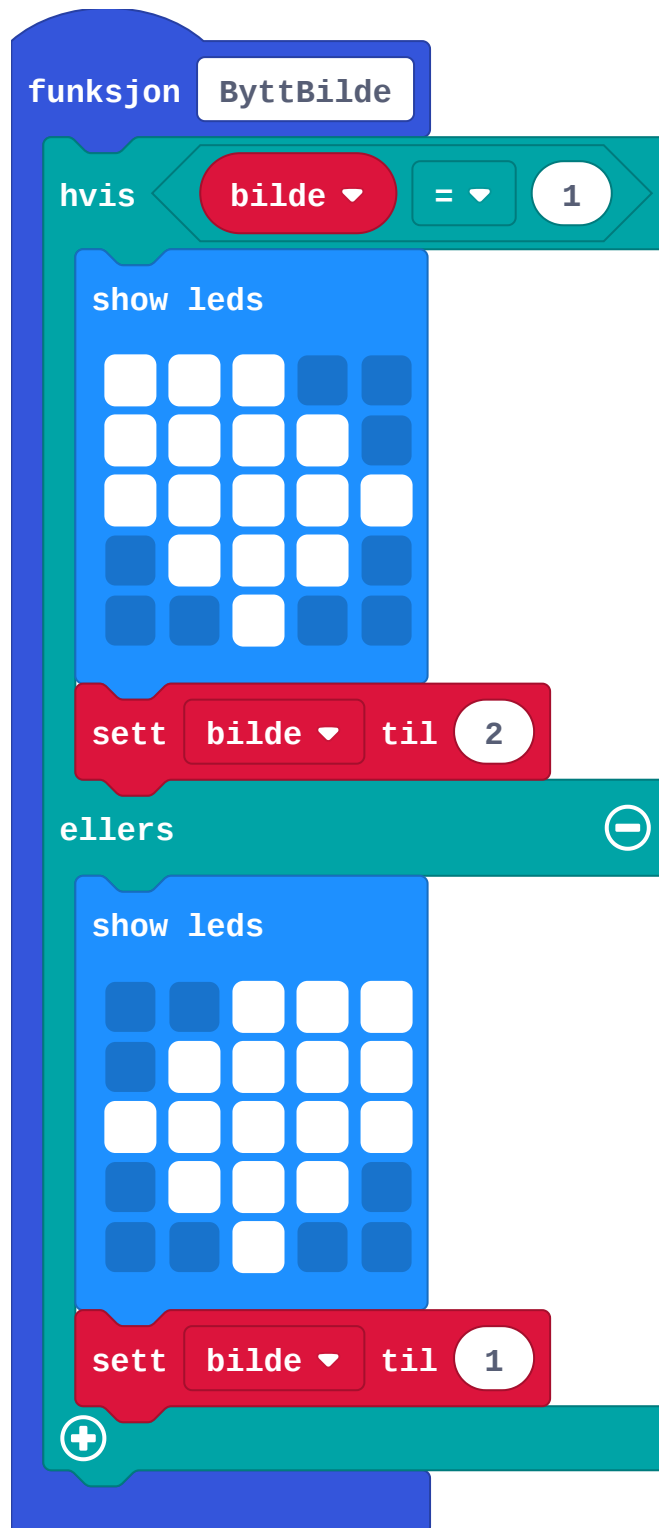 funksjon ByttBilde
hvis bilde = 1
show leds
sett bilde til 2
ellers
show leds
sett bilde til 1